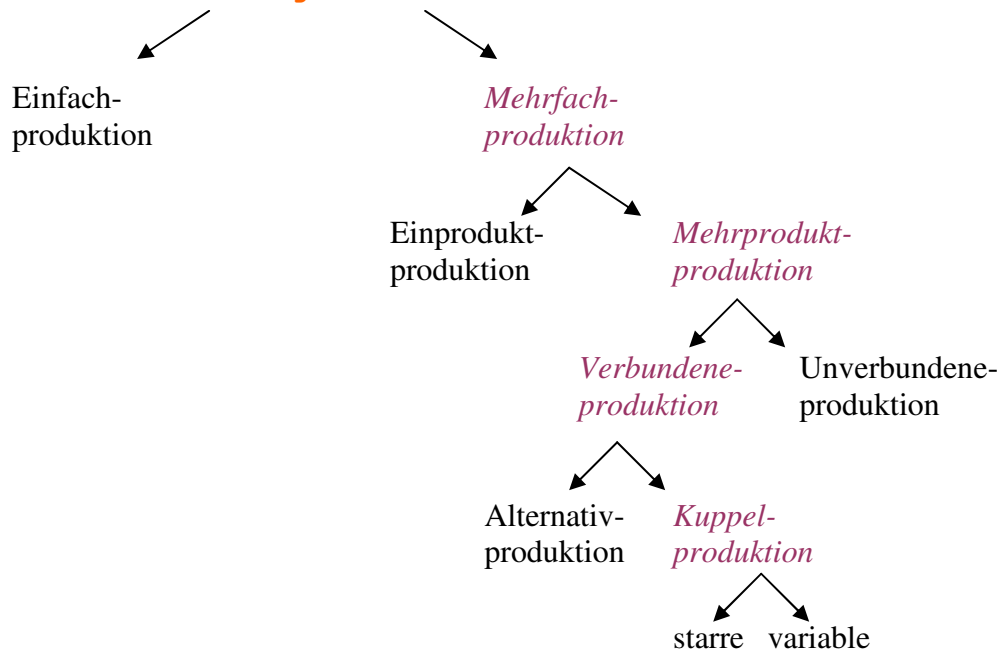 Einfach-
produktion
Mehrfach-
produktion
Einprodukt-
produktion
Mehrprodukt-
produktion
Verbundene-
produktion
Unverbundene-
produktion
Alternativ-
produktion
Kuppel-
produktion
starre variable